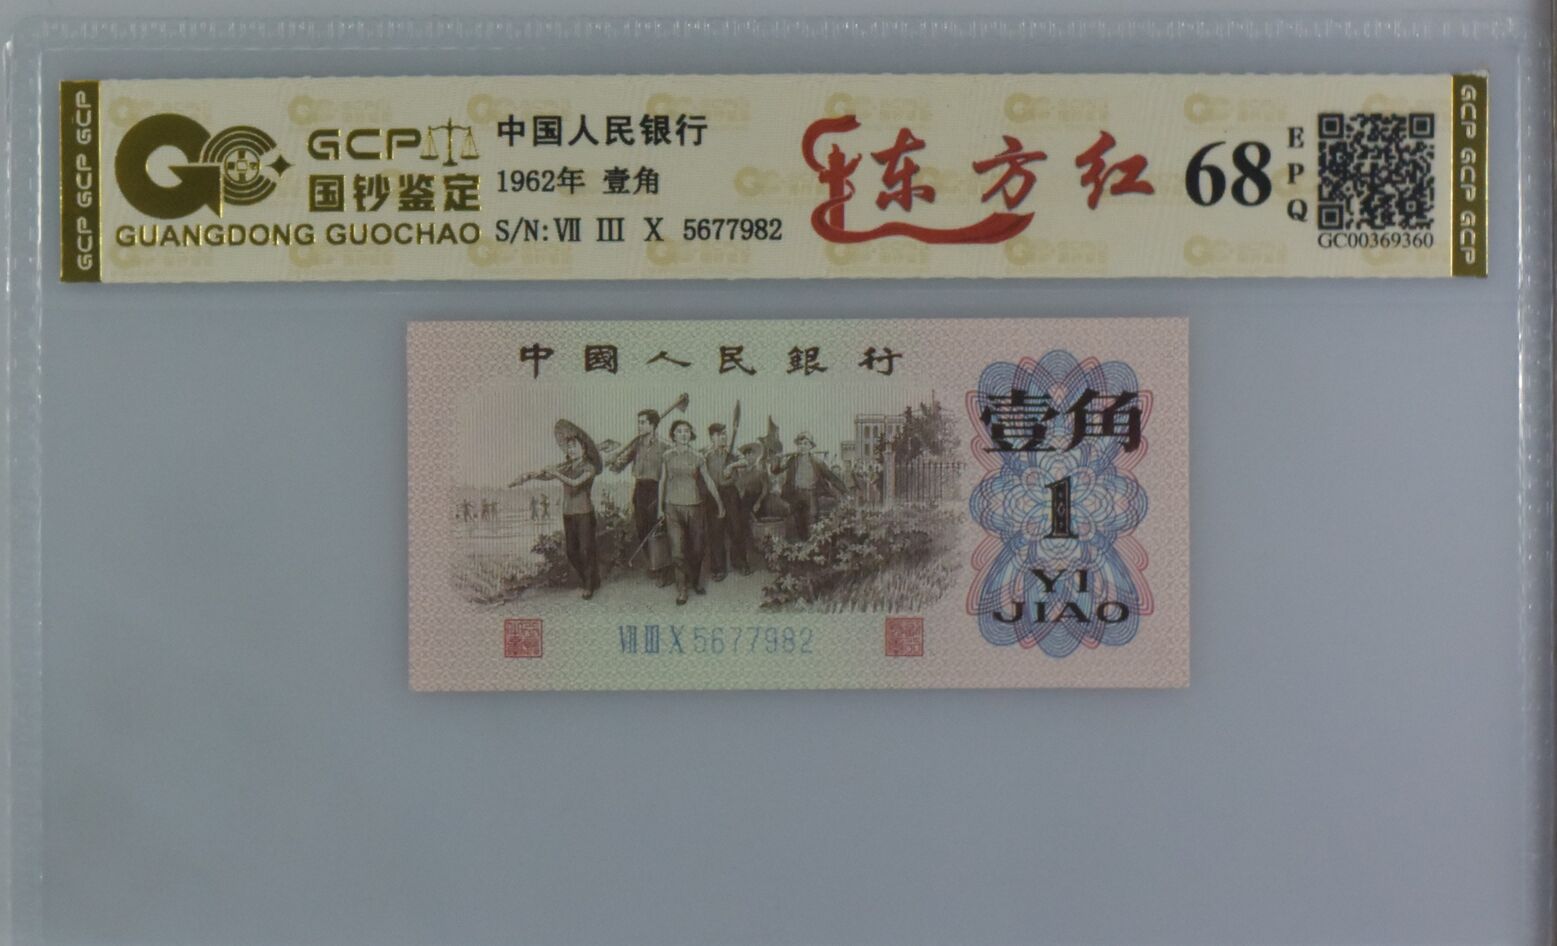 GCP GCP GCP
GCP
国钞鉴定
GUANGDONG GUOCHAO
中国人民银行
1962年 壹角
S/N: Ⅶ Ⅲ Ⅹ 5677982
东方红
68
EPQ
GC00369360
GCP GCP GCP
中國人民銀行
壹角
1
YI
JIAO
Ⅶ Ⅲ Ⅹ 5677982